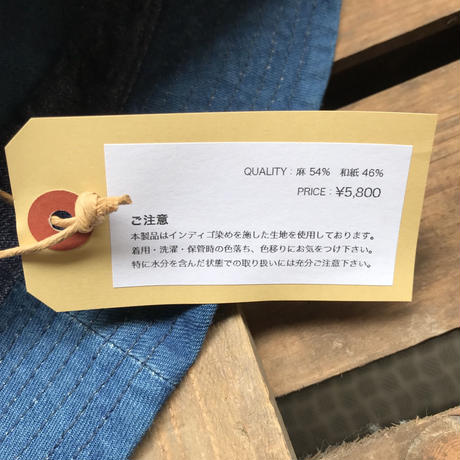 QUALITY : 麻 54% 和紙 46%
PRICE : ¥5,800
ご注意
本製品はインディゴ染めを施した生地を使用しております。
着用・洗濯・保管時の色落ち、色移りにお気をつけ下さい。
特に水分を含んだ状態での取り扱いには充分ご注意下さい。